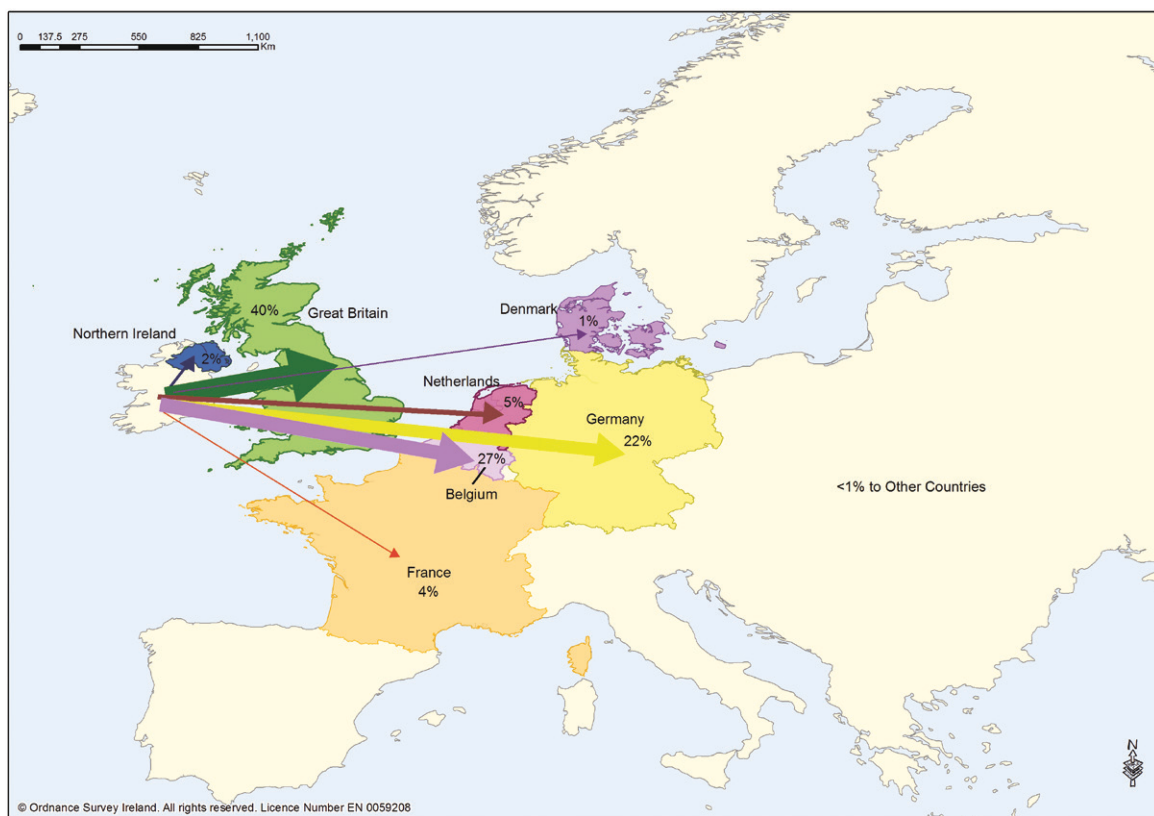 0 137.5 275 550 825 1,100
Km
40%
Great Britain
Northern Ireland
2%
Denmark
1%
Netherlands
5%
Germany
22%
27%
Belgium
<1% to Other Countries
France
4%
N
© Ordnance Survey Ireland. All rights reserved. Licence Number EN 0059208